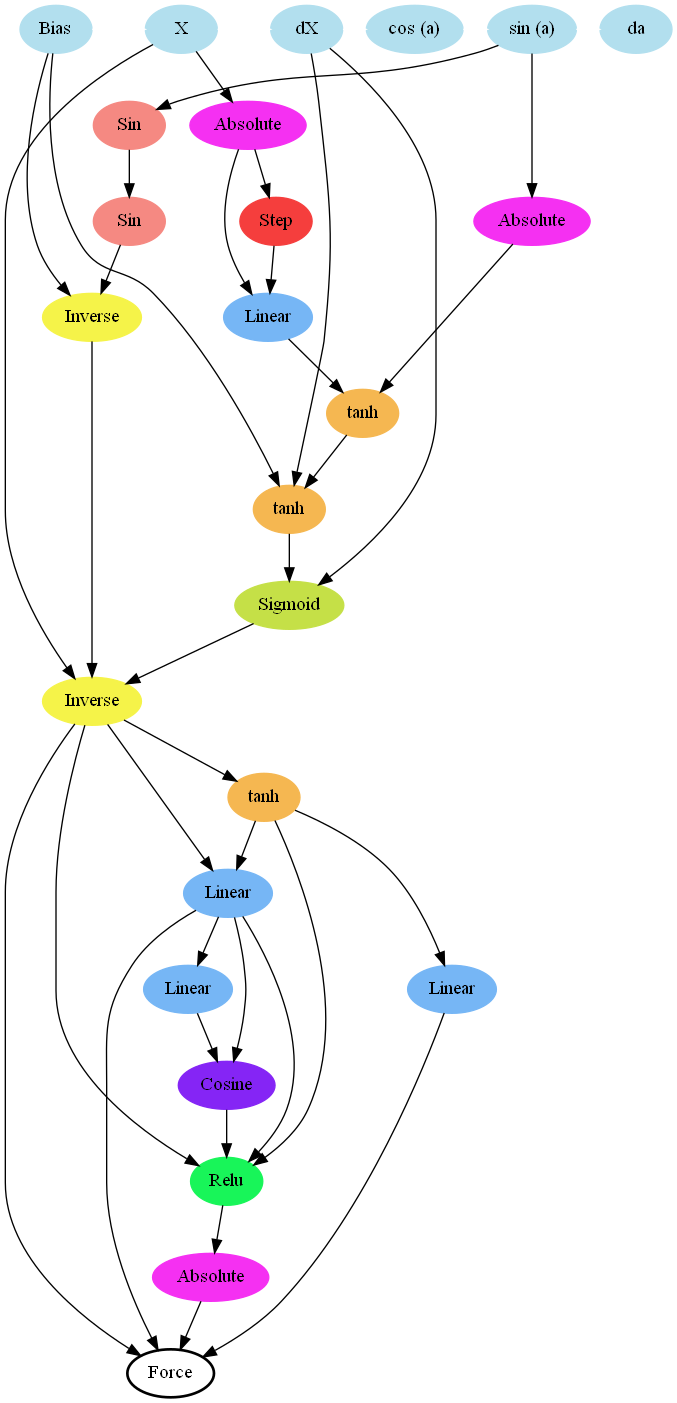 Bias X dX cos (a) sin (a) da
Sin Absolute
Sin Step Absolute
Inverse Linear
tanh
tanh
Sigmoid
Inverse
tanh
Linear
Linear Linear
Cosine
Relu
Absolute
Force